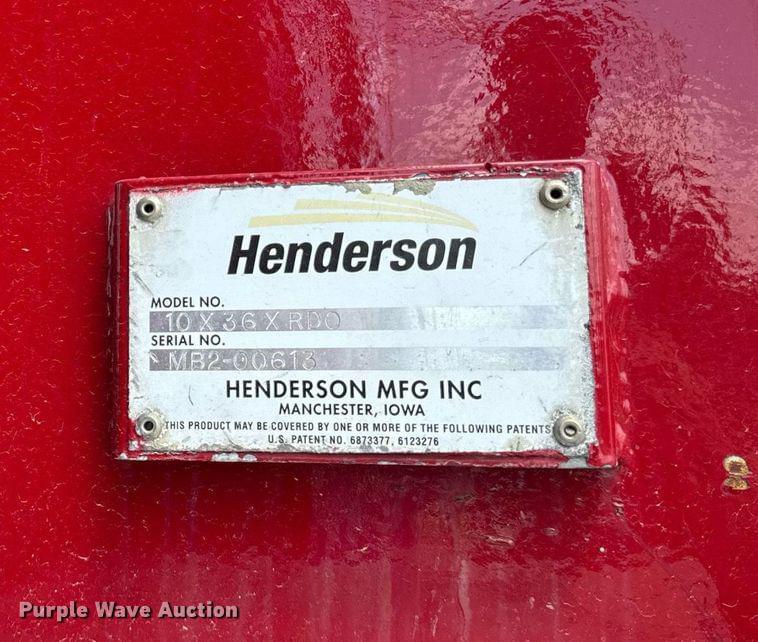 Henderson
MODEL NO.
10 X 36 X RDO
SERIAL NO.
MB2-00613
HENDERSON MFG INC
MANCHESTER, IOWA
THIS PRODUCT MAY BE COVERED BY ONE OR MORE OF THE FOLLOWING PATENTS
U.S. PATENT NO. 6873377, 6123276
Purple Wave Auction